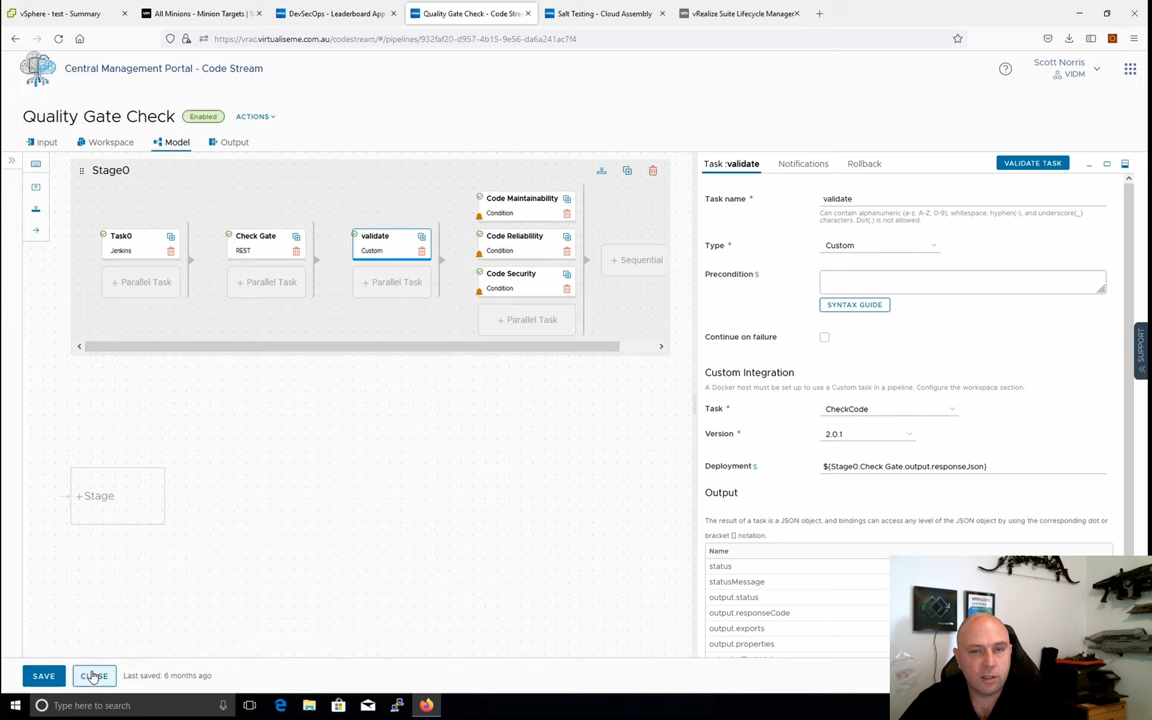 vSphere - test - Summary
All Minions - Minion Targets | S
DevSecOps - Leaderboard App
Quality Gate Check - Code Stre
Salt Testing - Cloud Assembly
vRealize Suite Lifecycle Manager
https://vrac.virtualiseme.com.au/codestream/#/pipelines/932faf20-d957-4b15-9e56-da6a241ac7f4
Central Management Portal - Code Stream
Scott Norris
VIDM
Quality Gate Check
Enabled
ACTIONS
Input
Workspace
Model
Output
Stage0
Task0
Jenkins
+ Parallel Task
Check Gate
REST
+ Parallel Task
validate
Custom
+ Parallel Task
Code Maintainability
Condition
Code Reliablility
Condition
Code Security
Condition
+ Parallel Task
+ Sequential
+Stage
Task :validate
Notifications
Rollback
VALIDATE TASK
Task name *
validate
Can contain alphanumeric (a-z, A-Z, 0-9), whitespace, hyphen(-), and underscore(_)
characters. Dot(.) is not allowed.
Type *
Custom
Precondition $
SYNTAX GUIDE
Continue on failure
Custom Integration
A Docker host must be set up to use a Custom task in a pipeline. Configure the workspace section.
Task *
CheckCode
Version *
2.0.1
Deployment $
${Stage0.Check Gate.output.responseJson}
Output
The result of a task is a JSON object, and bindings can access any level of the JSON object by using the corresponding dot or
bracket [] notation.
Name
status
statusMessage
output.status
output.responseCode
output.exports
output.properties
SUPPORT
SAVE
CLOSE
Last saved: 6 months ago
Type here to search